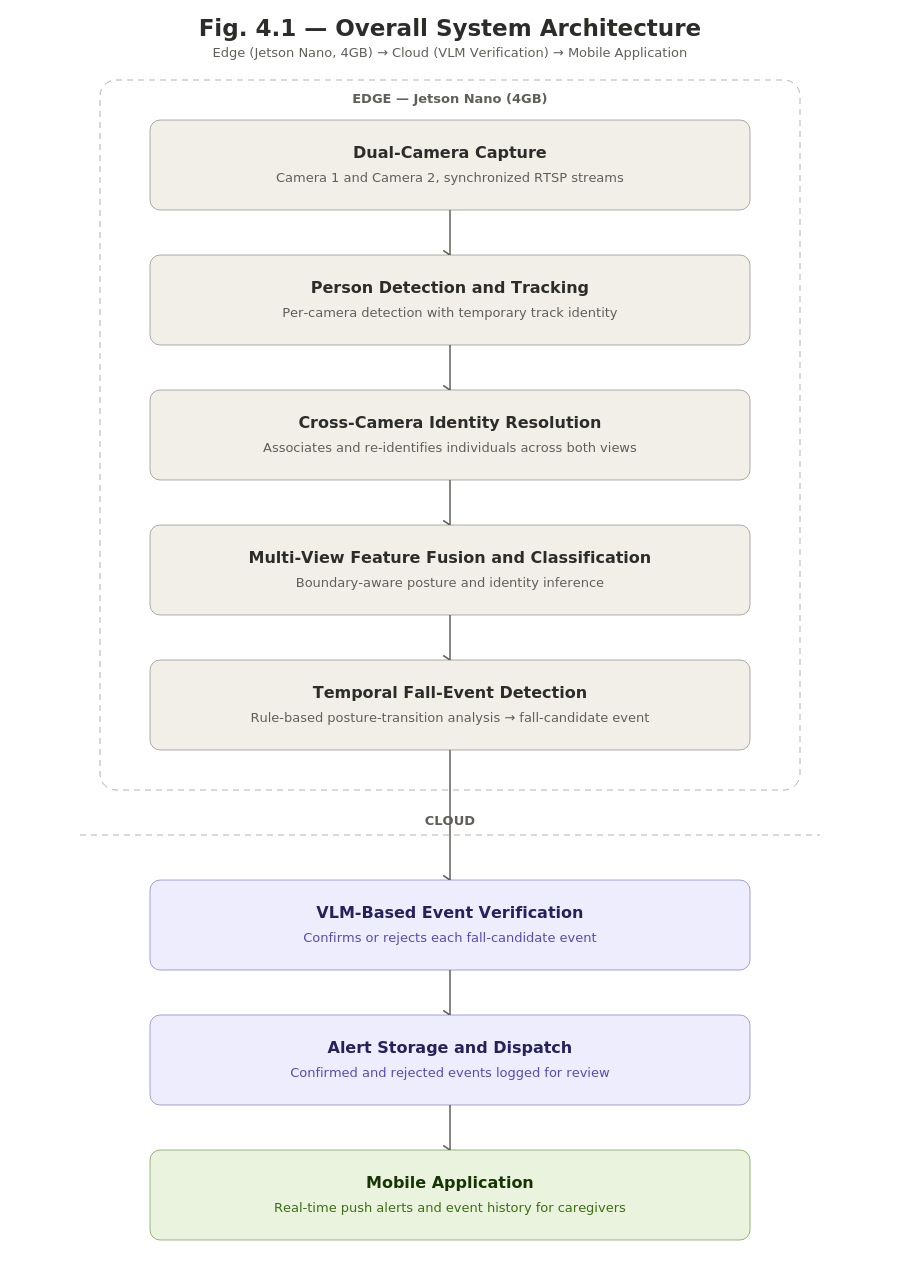 Fig. 4.1 — Overall System Architecture
Edge (Jetson Nano, 4GB) → Cloud (VLM Verification) → Mobile Application
EDGE — Jetson Nano (4GB)
Dual-Camera Capture
Camera 1 and Camera 2, synchronized RTSP streams
Person Detection and Tracking
Per-camera detection with temporary track identity
Cross-Camera Identity Resolution
Associates and re-identifies individuals across both views
Multi-View Feature Fusion and Classification
Boundary-aware posture and identity inference
Temporal Fall-Event Detection
Rule-based posture-transition analysis → fall-candidate event
CLOUD
VLM-Based Event Verification
Confirms or rejects each fall-candidate event
Alert Storage and Dispatch
Confirmed and rejected events logged for review
Mobile Application
Real-time push alerts and event history for caregivers